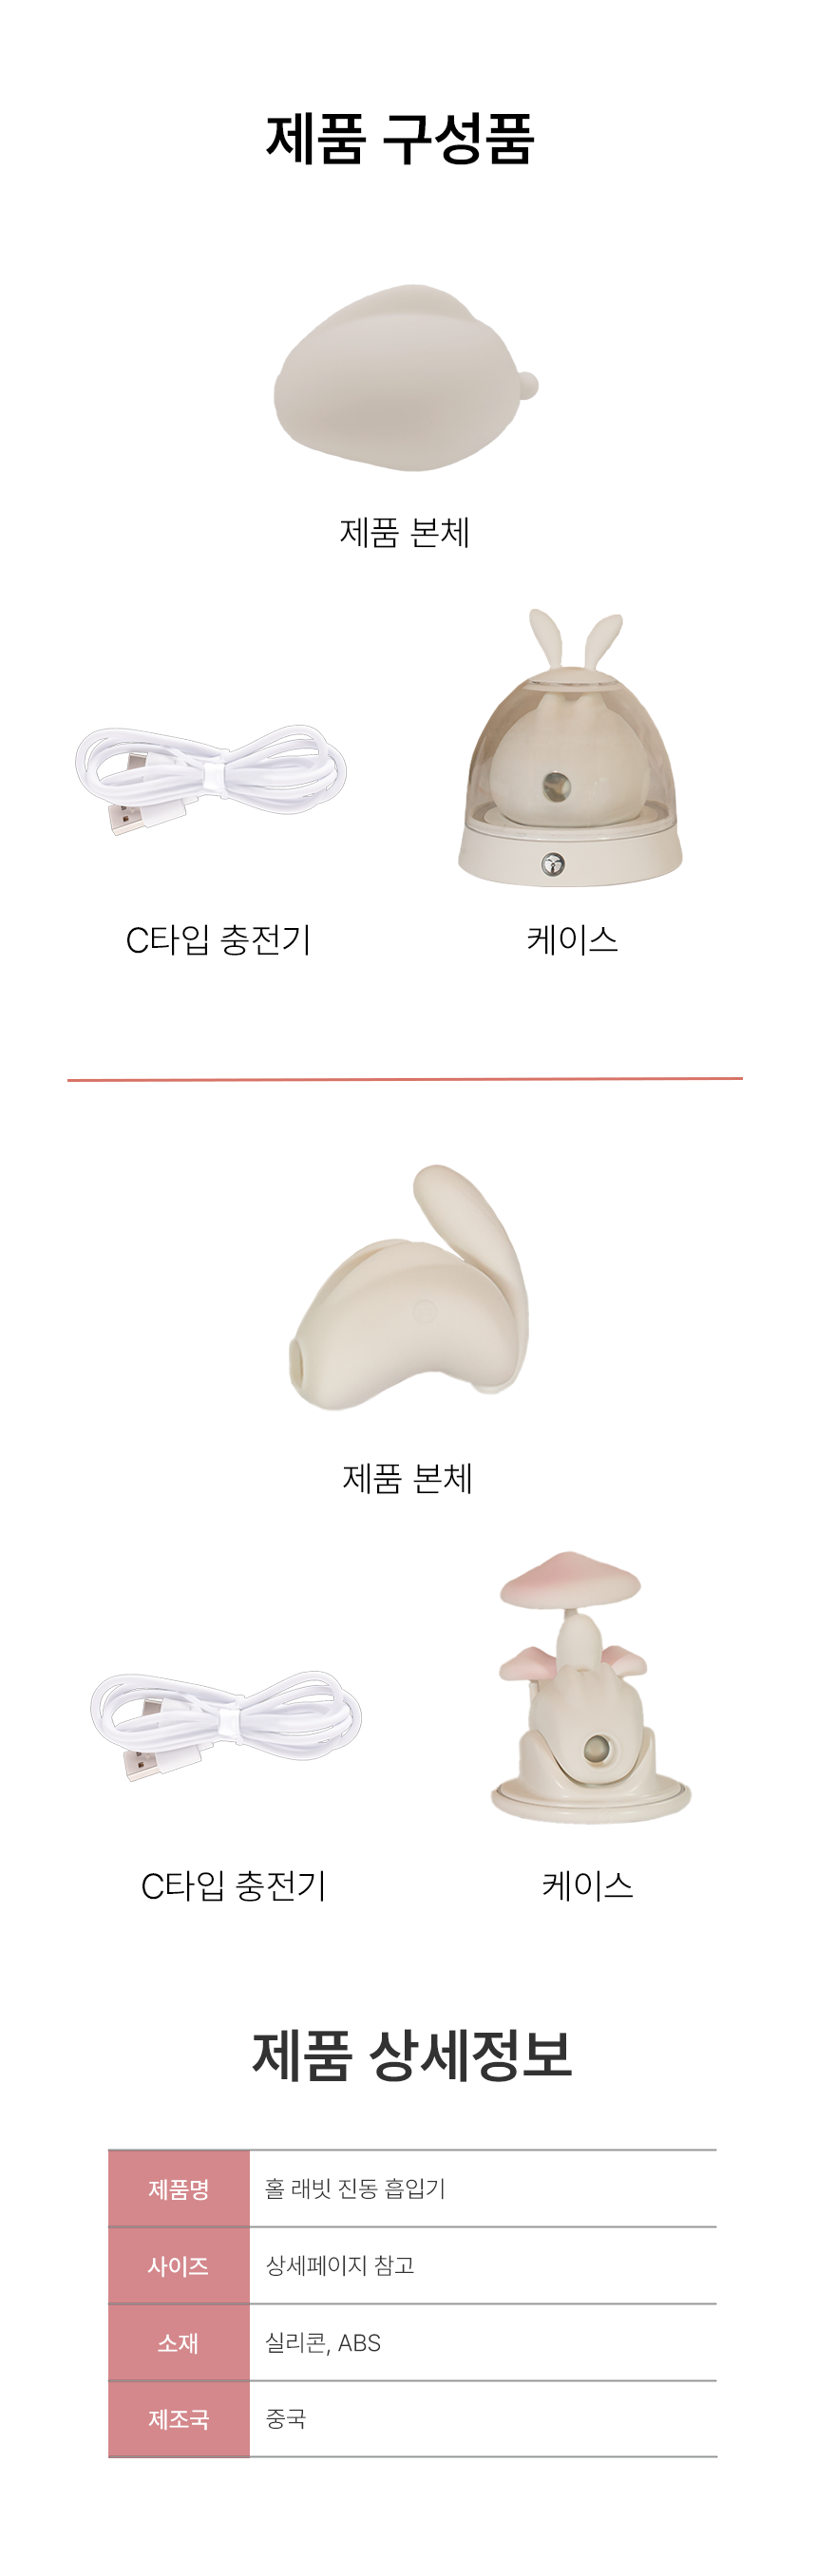 제품 구성품
제품 본체
C타입 충전기
케이스
제품 본체
C타입 충전기
케이스
제품 상세정보
제품명 홀 래빗 진동 흡입기
사이즈 상세페이지 참고
소재 실리콘, ABS
제조국 중국